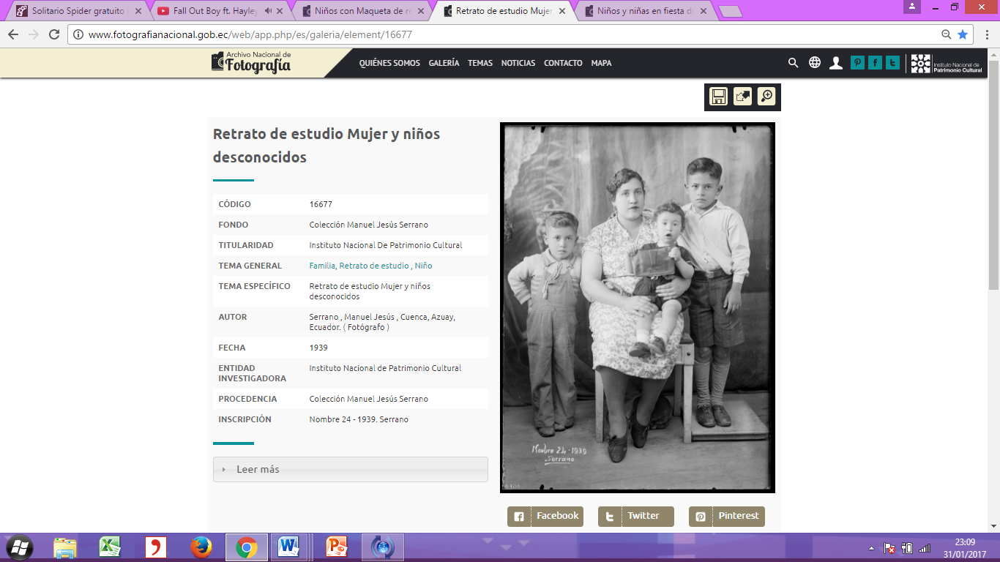 Solitario Spider gratuito
Fall Out Boy ft. Hayley
Niños con Maqueta de re
Retrato de estudio Mujer
Niños y niñas en fiesta d
www.fotografianacional.gob.ec/web/app.php/es/galeria/element/16677
Archivo Nacional de
Fotografía
QUIÉNES SOMOS GALERÍA TEMAS NOTICIAS CONTACTO MAPA
Instituto Nacional de
Patrimonio Cultural
Retrato de estudio Mujer y niños
desconocidos
CÓDIGO 16677
FONDO Colección Manuel Jesús Serrano
TITULARIDAD Instituto Nacional De Patrimonio Cultural
TEMA GENERAL Familia, Retrato de estudio , Niño
TEMA ESPECÍFICO Retrato de estudio Mujer y niños
desconocidos
AUTOR Serrano , Manuel Jesús , Cuenca, Azuay,
Ecuador. ( Fotógrafo )
FECHA 1939
ENTIDAD Instituto Nacional de Patrimonio Cultural
INVESTIGADORA
PROCEDENCIA Colección Manuel Jesús Serrano
INSCRIPCIÓN Nombre 24 - 1939. Serrano
Leer más
Novbre 24 - 1939
Serrano
Facebook
Twitter
Pinterest
23:09
31/01/2017